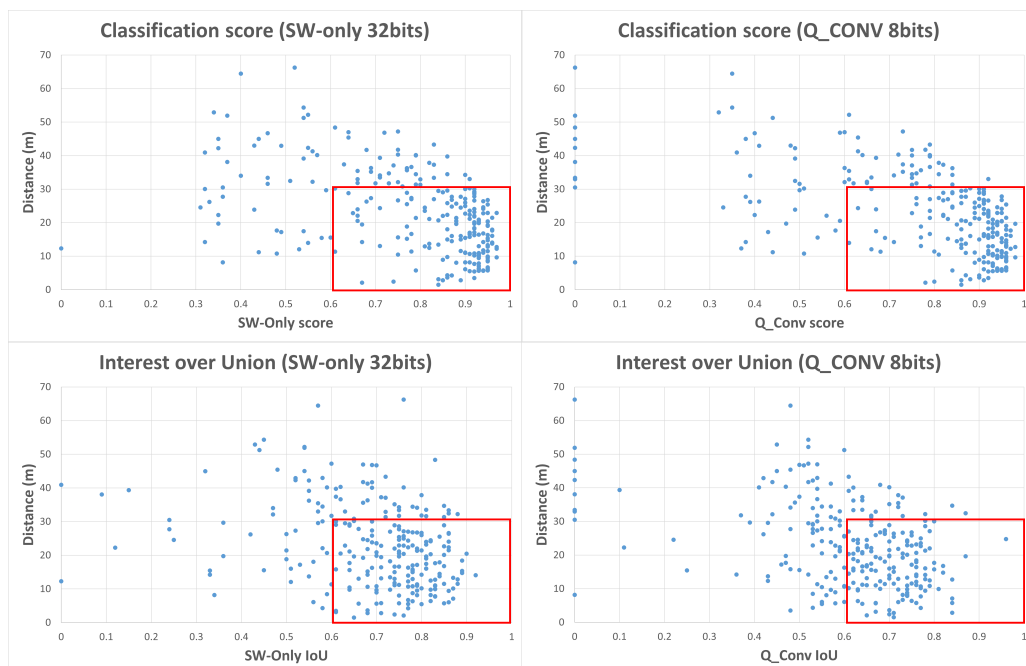 Classification score (SW-only 32bits)
70
60
50
40
30
20
10
0
Distance (m)
0 0.1 0.2 0.3 0.4 0.5 0.6 0.7 0.8 0.9 1
SW-Only score
Classification score (Q_CONV 8bits)
70
60
50
40
30
20
10
0
Distance (m)
0 0.1 0.2 0.3 0.4 0.5 0.6 0.7 0.8 0.9 1
Q_Conv score
Interest over Union (SW-only 32bits)
70
60
50
40
30
20
10
0
Distance (m)
0 0.1 0.2 0.3 0.4 0.5 0.6 0.7 0.8 0.9 1
SW-Only IoU
Interest over Union (Q_CONV 8bits)
70
60
50
40
30
20
10
0
Distance (m)
0 0.1 0.2 0.3 0.4 0.5 0.6 0.7 0.8 0.9 1
Q_Conv IoU